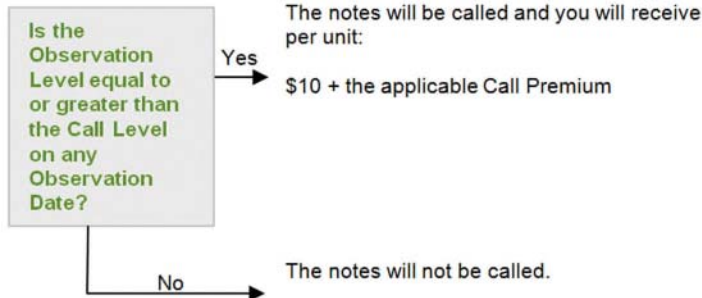 Is the
Observation
Level equal to
or greater than
the Call Level
on any
Observation
Date?
Yes
The notes will be called and you will receive
per unit:
$10 + the applicable Call Premium
No
The notes will not be called.